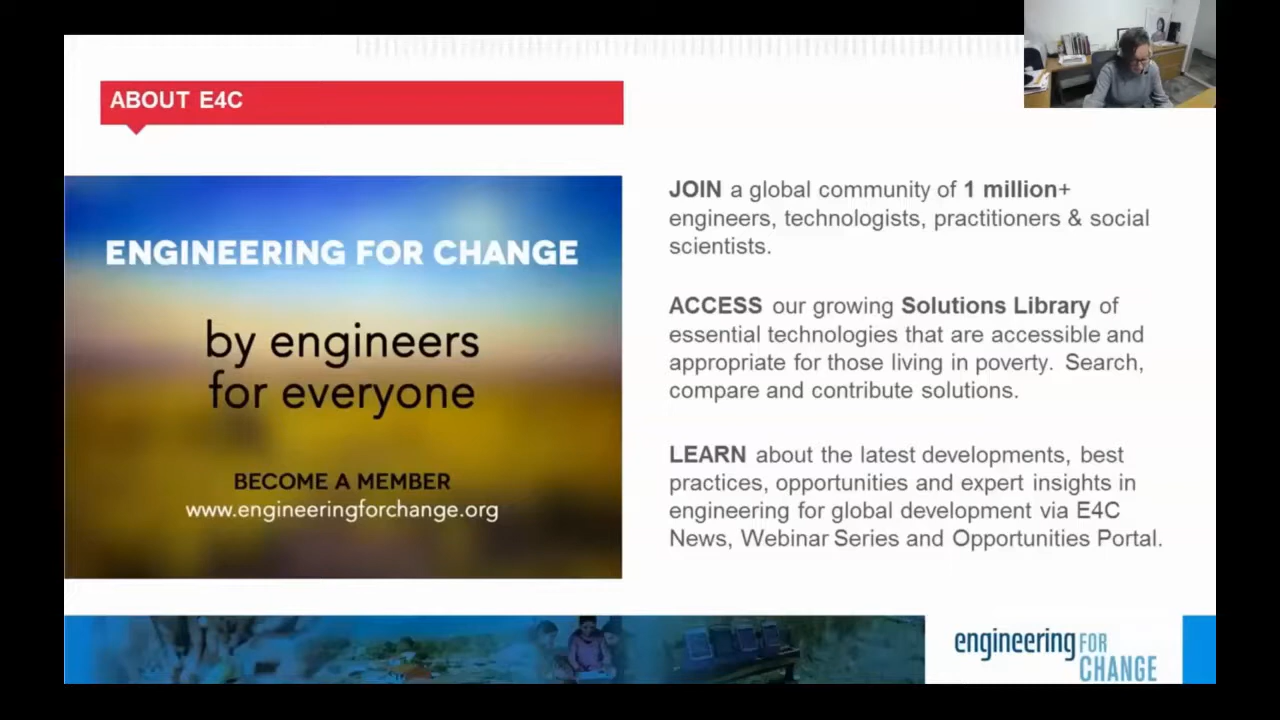 ABOUT E4C
ENGINEERING FOR CHANGE
by engineers
for everyone
BECOME A MEMBER
www.engineeringforchange.org
JOIN a global community of 1 million+
engineers, technologists, practitioners & social
scientists.
ACCESS our growing Solutions Library of
essential technologies that are accessible and
appropriate for those living in poverty. Search,
compare and contribute solutions.
LEARN about the latest developments, best
practices, opportunities and expert insights in
engineering for global development via E4C
News, Webinar Series and Opportunities Portal.
engineering FOR
CHANGE